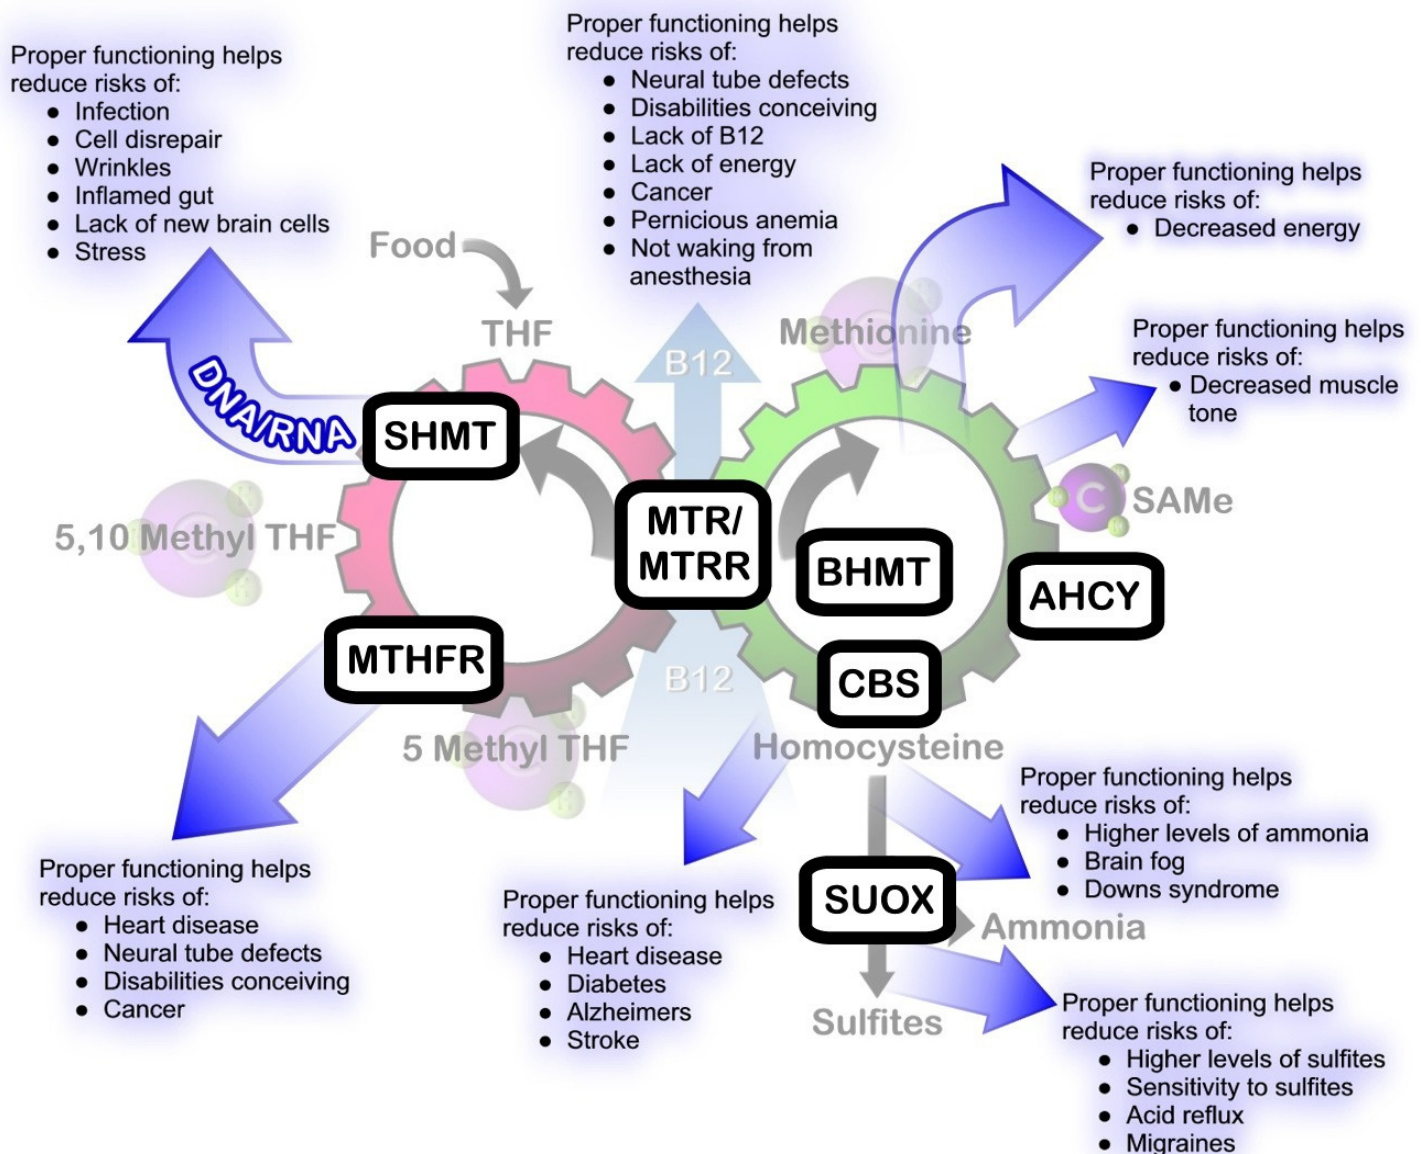 Proper functioning helps
reduce risks of:
● Infection
● Cell disrepair
● Wrinkles
● Inflamed gut
● Lack of new brain cells
● Stress
Proper functioning helps
reduce risks of:
● Neural tube defects
● Disabilities conceiving
● Lack of B12
● Lack of energy
● Cancer
● Pernicious anemia
● Not waking from
anesthesia
Proper functioning helps
reduce risks of:
● Decreased energy
Proper functioning helps
reduce risks of:
● Decreased muscle
tone
Food
THF
B12
Methionine
DNA/RNA
SHMT
MTR/
MTRR
C
SAMe
5,10 Methyl THF
BHMT
AHCY
MTHFR
CBS
B12
5 Methyl THF
Homocysteine
Proper functioning helps
reduce risks of:
● Higher levels of ammonia
● Brain fog
● Downs syndrome
Proper functioning helps
reduce risks of:
● Heart disease
● Neural tube defects
● Disabilities conceiving
● Cancer
Proper functioning helps
reduce risks of:
● Heart disease
● Diabetes
● Alzheimers
● Stroke
SUOX
Ammonia
Sulfites
Proper functioning helps
reduce risks of:
● Higher levels of sulfites
● Sensitivity to sulfites
● Acid reflux
● Migraines